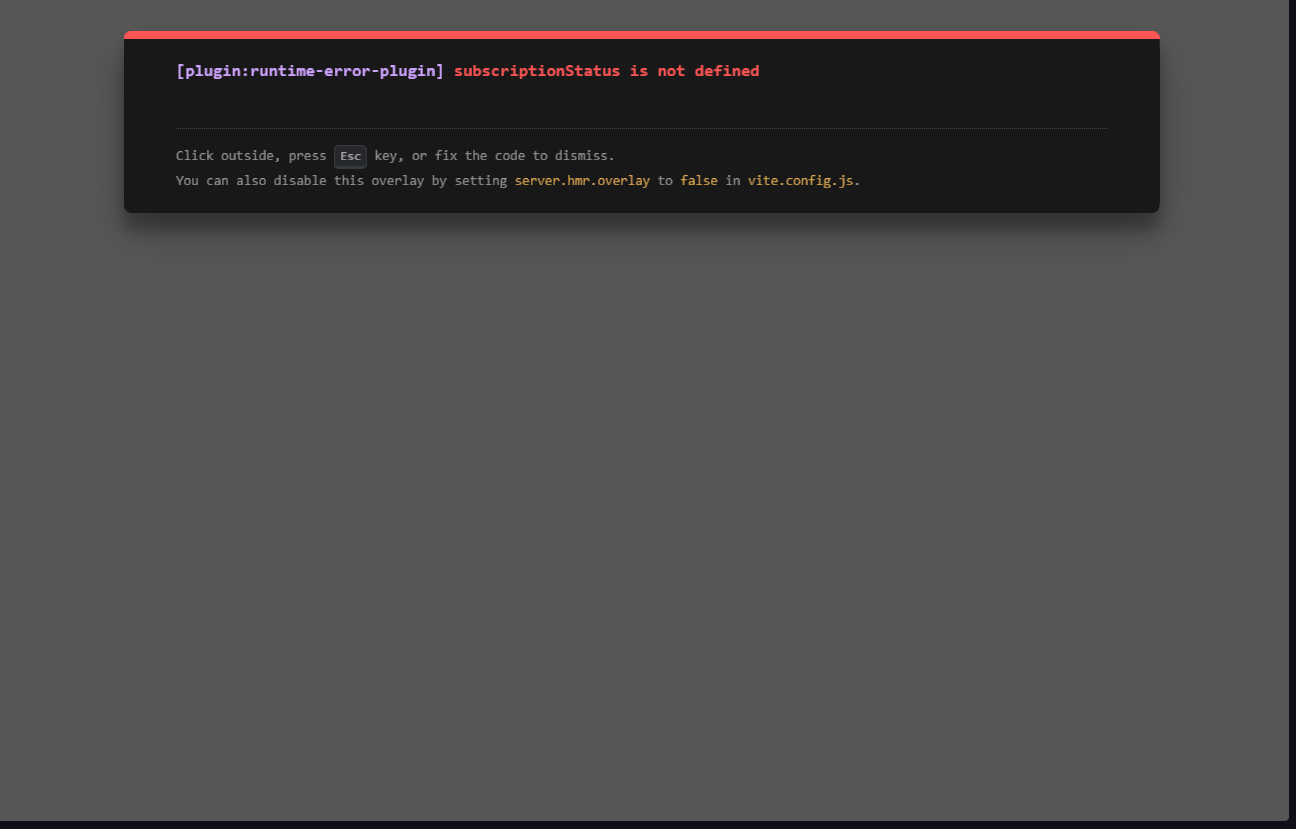 [plugin:runtime-error-plugin] subscriptionStatus is not defined
Click outside, press Esc key, or fix the code to dismiss.
You can also disable this overlay by setting server.hmr.overlay to false in vite.config.js.